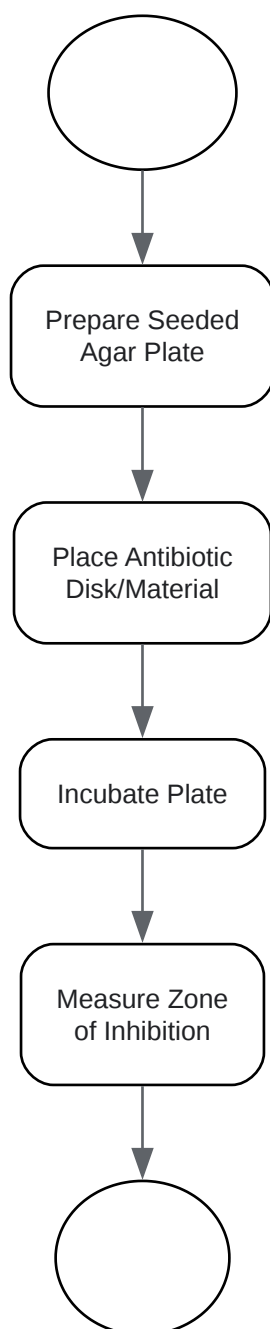 Prepare Seeded
Agar Plate
Place Antibiotic
Disk/Material
Incubate Plate
Measure Zone
of Inhibition